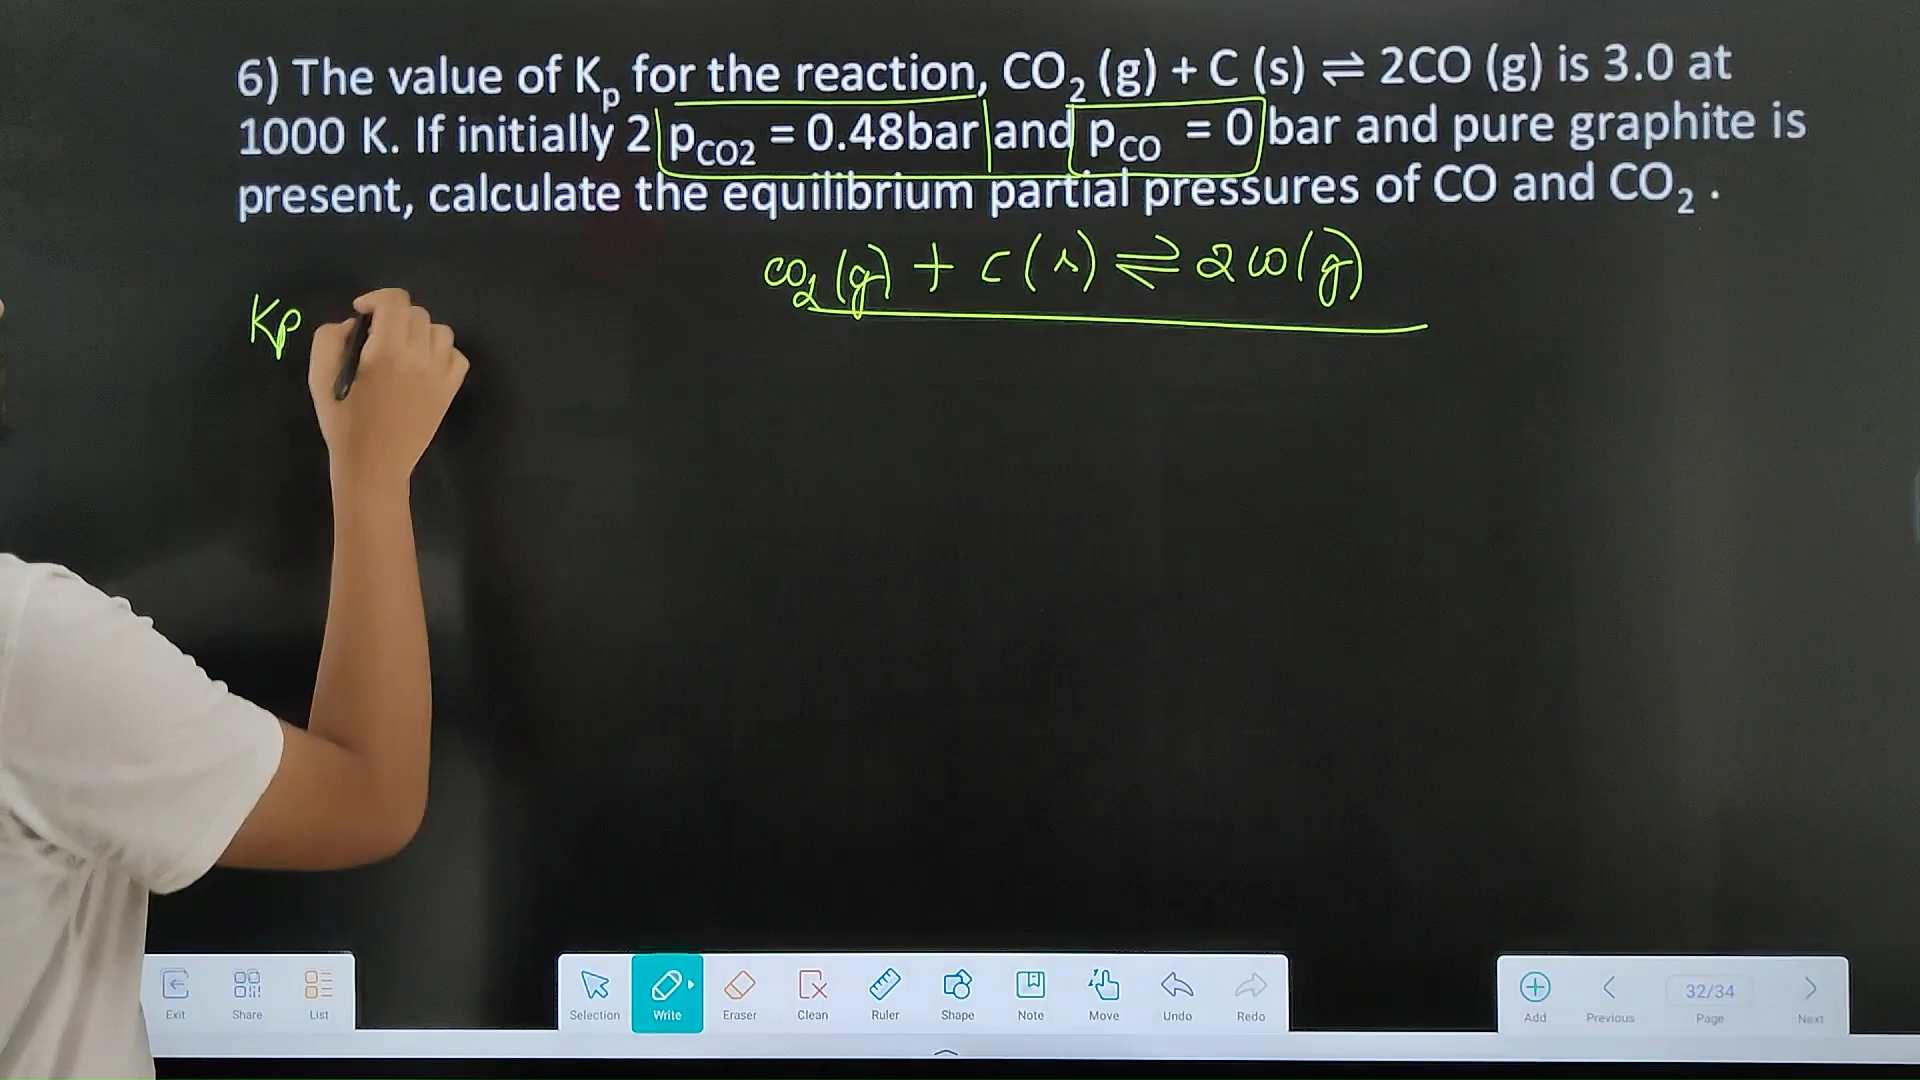 6) The value of Kp for the reaction, CO₂ (g) + C (s) ⇌ 2CO (g) is 3.0 at
1000 K. If initially 2 pCO2 = 0.48bar and pCO = 0 bar and pure graphite is
present, calculate the equilibrium partial pressures of CO and CO₂ .
CO₂(g) + C(s) ⇌ 2CO(g)
Kp
Exit Share List Selection Write Eraser Clean Ruler Shape Note Move Undo Redo Add Previous 32/34 Page Next